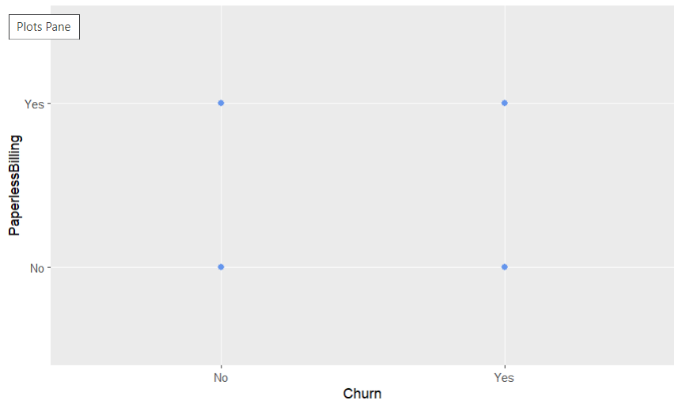 Plots Pane
Yes
PaperlessBilling
No
No Yes
Churn